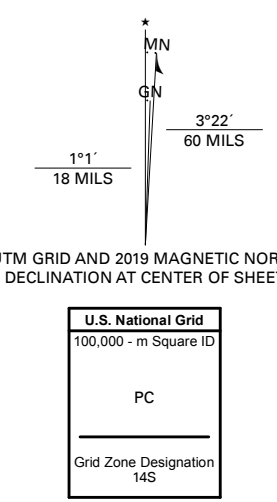 MN
GN
3°22´
60 MILS
1°1´
18 MILS
UTM GRID AND 2019 MAGNETIC NOR
DECLINATION AT CENTER OF SHEET
U.S. National Grid
100,000 - m Square ID
PC
Grid Zone Designation
14S